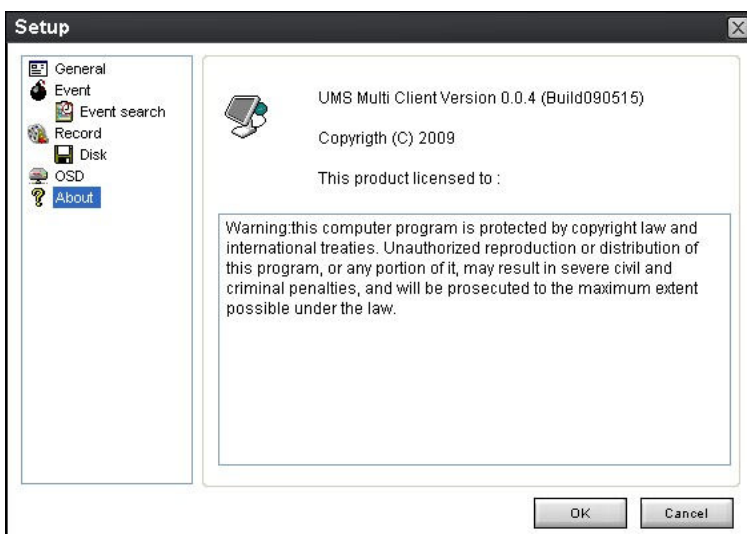 Setup
General
Event
Event search
Record
Disk
OSD
About
UMS Multi Client Version 0.0.4 (Build090515)
Copyrigth (C) 2009
This product licensed to :
Warning:this computer program is protected by copyright law and
international treaties. Unauthorized reproduction or distribution of
this program, or any portion of it, may result in severe civil and
criminal penalties, and will be prosecuted to the maximum extent
possible under the law.
OK
Cancel